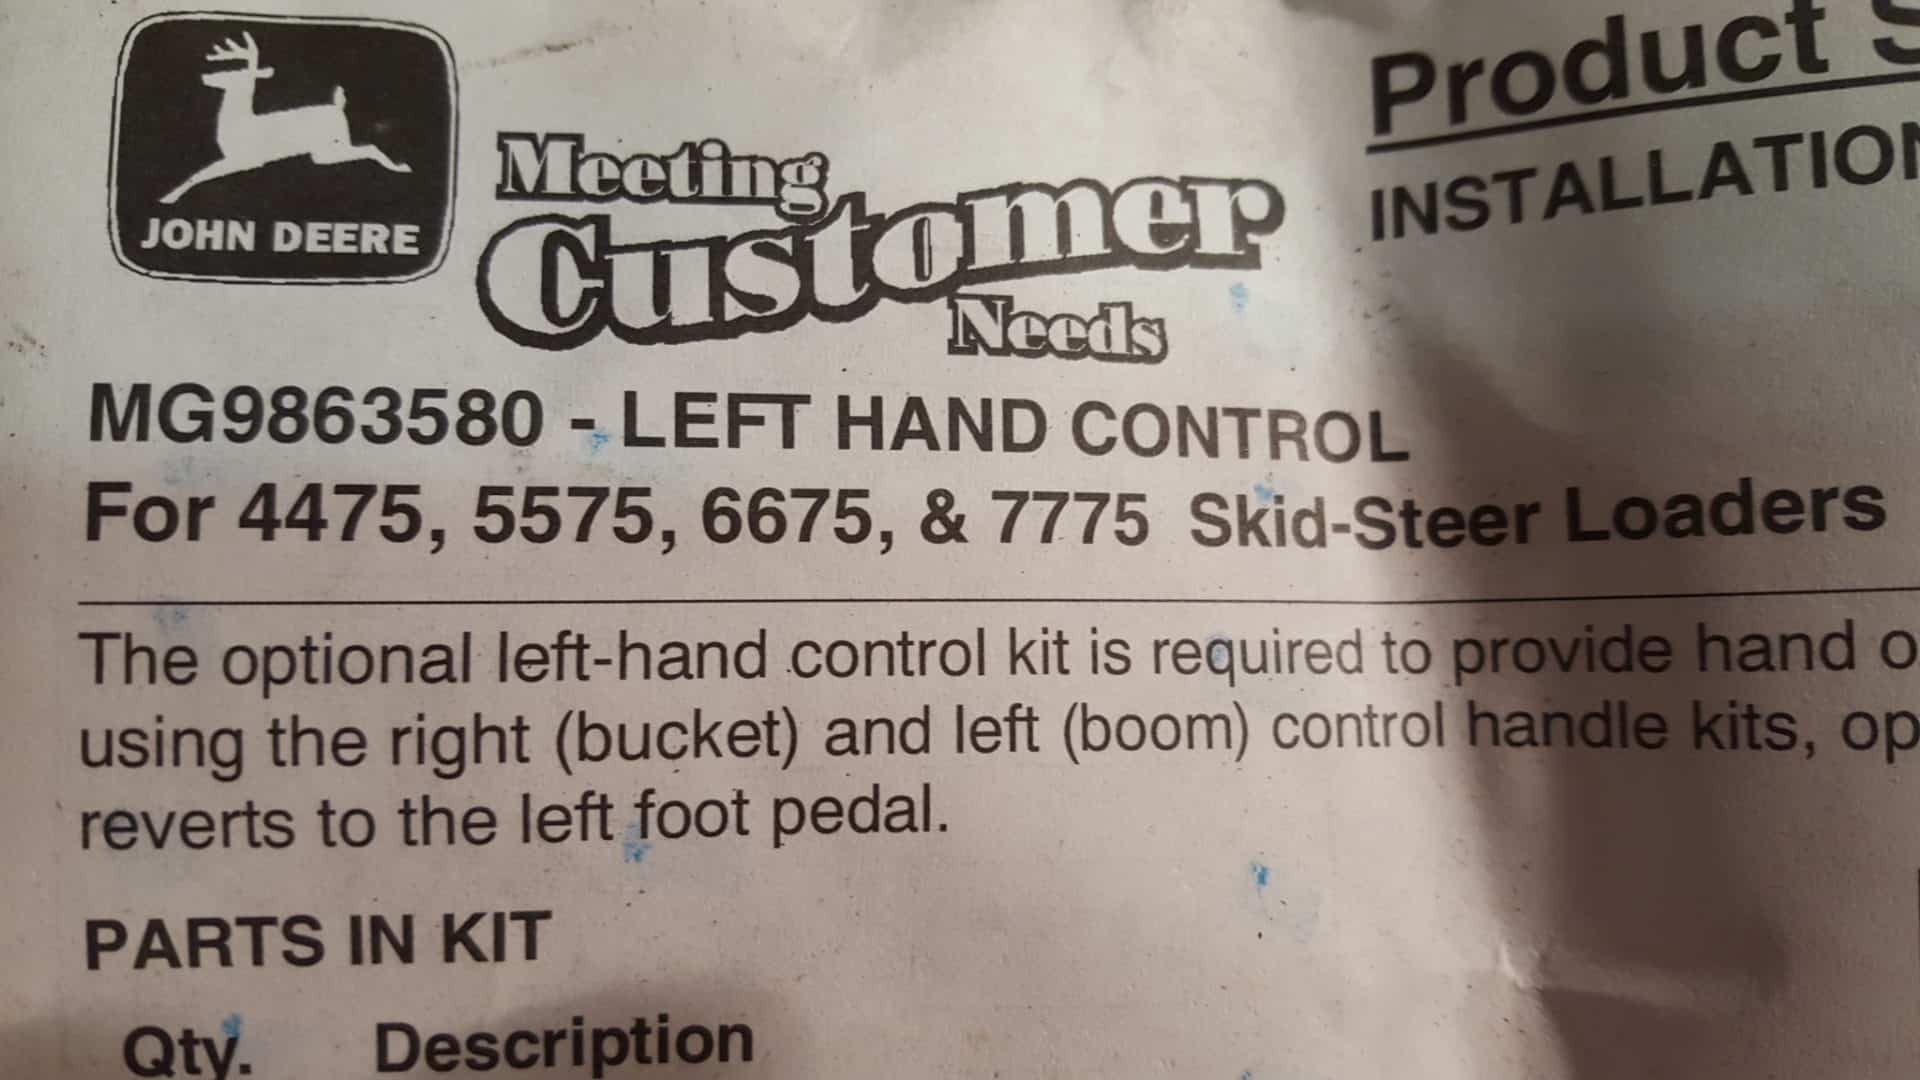 JOHN DEERE
Meeting
Customer
Needs
Product
INSTALLATION
MG9863580 - LEFT HAND CONTROL
For 4475, 5575, 6675, & 7775 Skid-Steer Loaders
The optional left-hand control kit is required to provide hand
using the right (bucket) and left (boom) control handle kits,
reverts to the left foot pedal.
PARTS IN KIT
Qty. Description